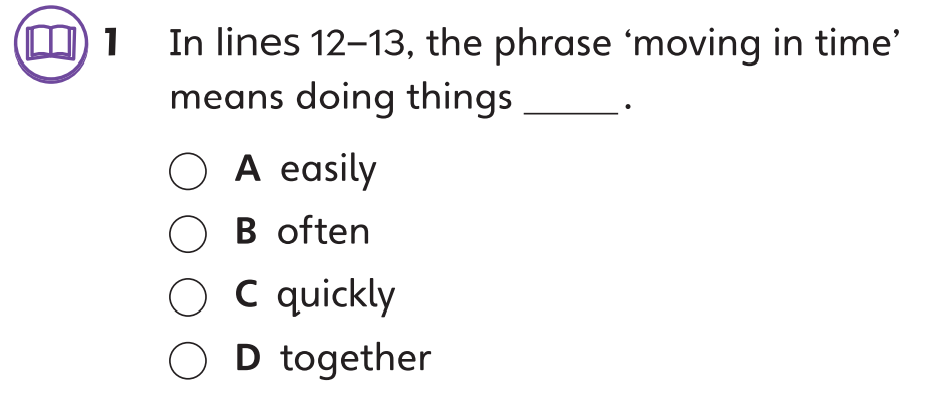 1 In lines 12–13, the phrase ‘moving in time’
means doing things _____ .
A easily
B often
C quickly
D together